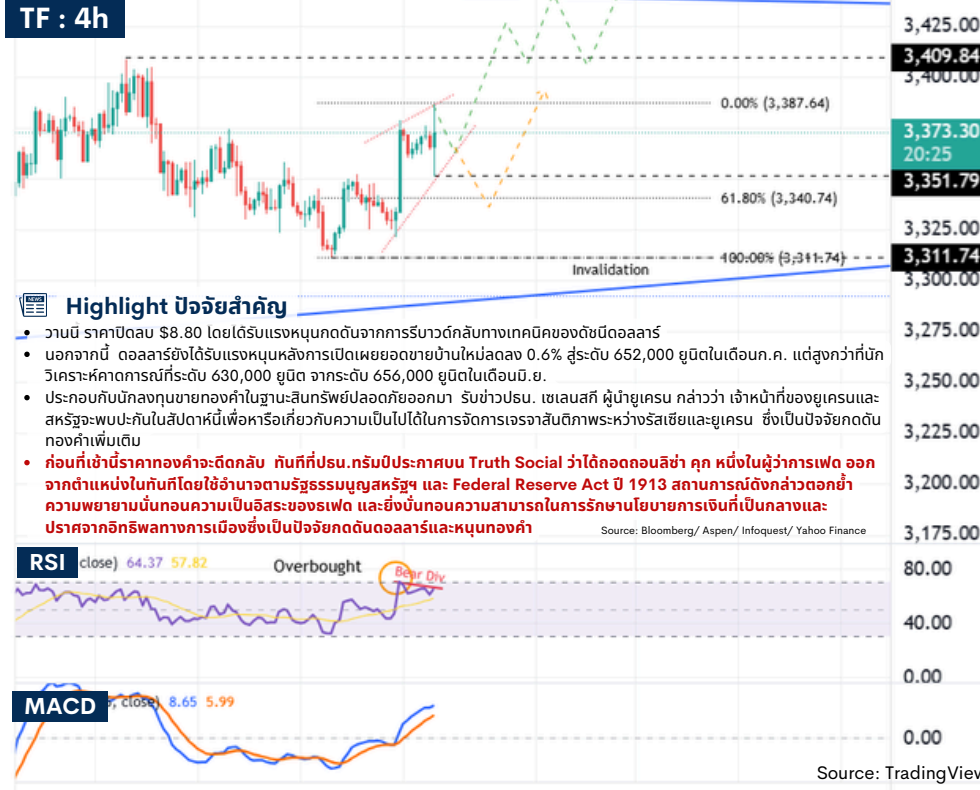 TF : 4h
3,425.00
3,409.84
3,400.00
0.00% (3,387.64)
3,373.30
20:25
3,351.79
61.80% (3,340.74)
3,325.00
100.00% (3,311.74)
3,311.74
Invalidation
3,300.00
Highlight ปัจจัยสำคัญ
NEWS
3,275.00
• วานนี้ ราคาปิดลบ $8.80 โดยได้รับแรงหนุนกดดันจากการรีบาวด์กลับทางเทคนิคของดัชนีดอลลาร์
• นอกจากนี้ ดอลลาร์ยังได้รับแรงหนุนหลังการเปิดเผยยอดขายบ้านใหม่ลดลง 0.6% สู่ระดับ 652,000 ยูนิตในเดือนก.ค. แต่สูงกว่าที่นัก
วิเคราะห์คาดการณ์ที่ระดับ 630,000 ยูนิต จากระดับ 656,000 ยูนิตในเดือนมิ.ย.
3,250.00
• ประกอบกับนักลงทุนขายทองคำในฐานะสินทรัพย์ปลอดภัยออกมา รับข่าวปธน. เซเลนสกี ผู้นำยูเครน กล่าวว่า เจ้าหน้าที่ของยูเครนและ
สหรัฐจะพบปะกันในสัปดาห์นี้เพื่อหารือเกี่ยวกับความเป็นไปได้ในการจัดการเจรจาสันติภาพระหว่างรัสเซียและยูเครน ซึ่งเป็นปัจจัยกดดัน
ทองคำเพิ่มเติม
3,225.00
• ก่อนที่เช้านี้ราคาทองคำจะดีดกลับ ทันทีที่ปธน.ทรัมป์ประกาศบน Truth Social ว่าได้ถอดถอนลิซ่า คุก หนึ่งในผู้ว่าการเฟด ออก
จากตำแหน่งในทันทีโดยใช้อำนาจตามรัฐธรรมนูญสหรัฐฯ และ Federal Reserve Act ปี 1913 สถานการณ์ดังกล่าวตอกย้ำ
3,200.00
ความพยายามบั่นทอนความเป็นอิสระของธเฟด และยิ่งบั่นทอนความสามารถในการรักษานโยบายการเงินที่เป็นกลางและ
ปราศจากอิทธิพลทางการเมืองซึ่งเป็นปัจจัยกดดันดอลลาร์และหนุนทองคำ
Source: Bloomberg/ Aspen/ Infoquest/ Yahoo Finance
3,175.00
RSI
close) 64.37 57.82
Overbought
Bear Div
80.00
40.00
0.00
MACD
, close) 8.65 5.99
0.00
Source: TradingView